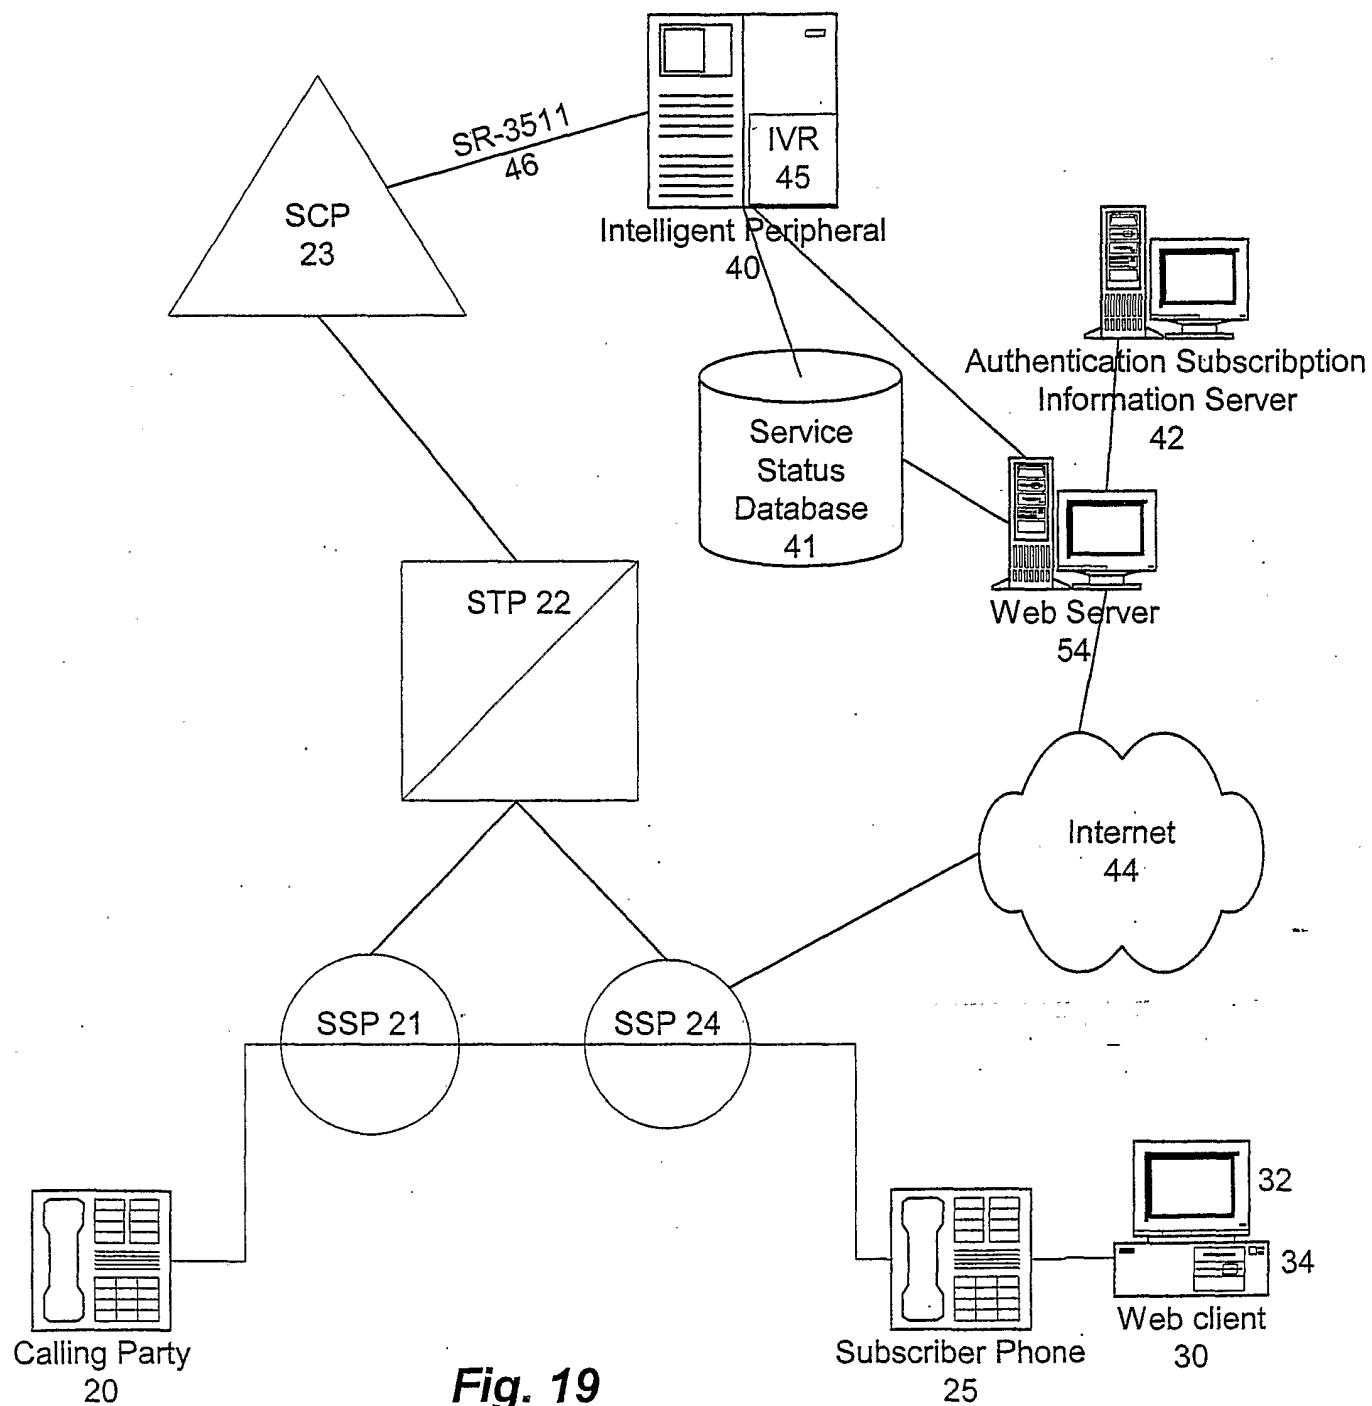 SR-3511
46
IVR
45
SCP
23
Intelligent Peripheral
40
Authentication Subscribption
Information Server
42
Service
Status
Database
41
STP 22
Web Server
54
Internet
44
SSP 21
SSP 24
32
34
Web client
30
Calling Party
20
Subscriber Phone
25
Fig. 19